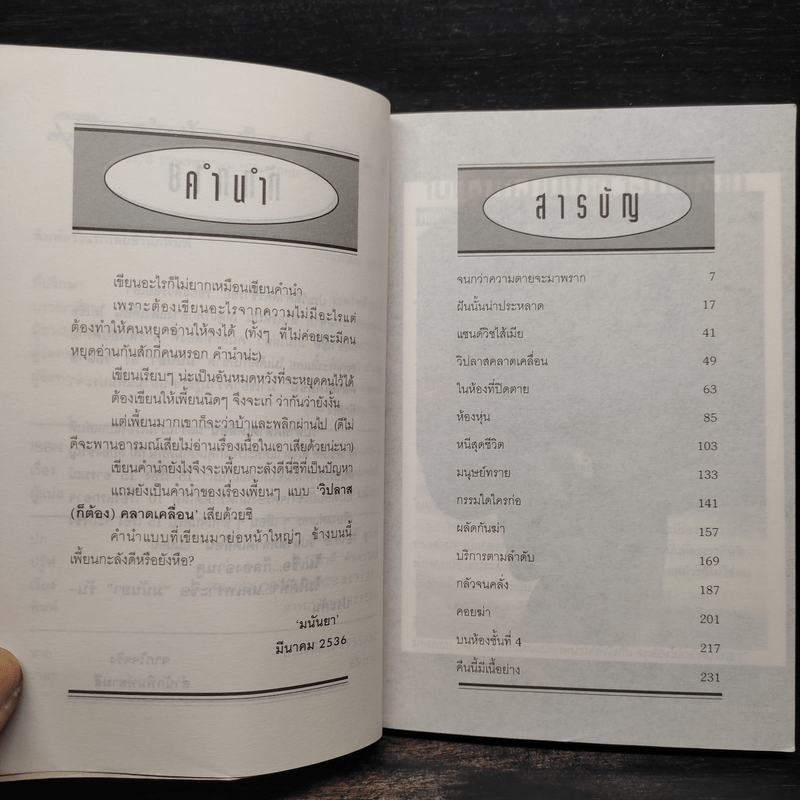 คำนำ
เขียนอะไรก็ไม่ยากเหมือนเขียนคำนำ
เพราะต้องเขียนอะไรจากความไม่มีอะไรแต่
ต้องทำให้คนหยุดอ่านให้จงได้ (ทั้งๆ ที่ไม่ค่อยจะมีคน
หยุดอ่านกันสักกี่คนหรอก คำนำน่ะ)
เขียนเรียบๆ น่ะเป็นอันหมดหวังที่จะหยุดคนไว้ได้
ต้องเขียนให้เพี้ยนนิดๆ จึงจะเก๋ ว่ากันว่ายังงั้น
แต่เพี้ยนมากเขาก็จะว่าบ้าและพลิกผ่านไป (ดีไม่
ดีจะพานอารมณ์เสียไม่อ่านเรื่องเนื้อในเอาเสียด้วยน่ะนา)
เขียนคำนำยังไงจึงจะเพี้ยนกะลังดีนี่ซิที่เป็นปัญหา
แถมยังเป็นคำนำของเรื่องเพี้ยนๆ แบบ ‘วิปลาส
(ก็ต้อง) คลาดเคลื่อน’ เสียด้วยซิ
คำนำแบบที่เขียนมาย่อหน้าใหญ่ๆ ข้างบนนี้
เพี้ยนกะลังดีหรือยังหือ?
‘มนันยา’
มีนาคม 2536
สารบัญ
จนกว่าความตายจะมาพราก 7
ฝันนั้นน่าประหลาด 17
แซนด์วิชไส้เมีย 41
วิปลาสคลาดเคลื่อน 49
ในห้องที่ปิดตาย 63
ห้องหุ่น 85
หนีสุดชีวิต 103
มนุษย์ทราย 133
กรรมใดใครก่อ 141
ผลัดกันฆ่า 157
บริการตามลำดับ 169
กลัวจนคลั่ง 187
คอยฆ่า 201
บนห้องชั้นที่ 4 217
คืนนี้มีเนื้อย่าง 231